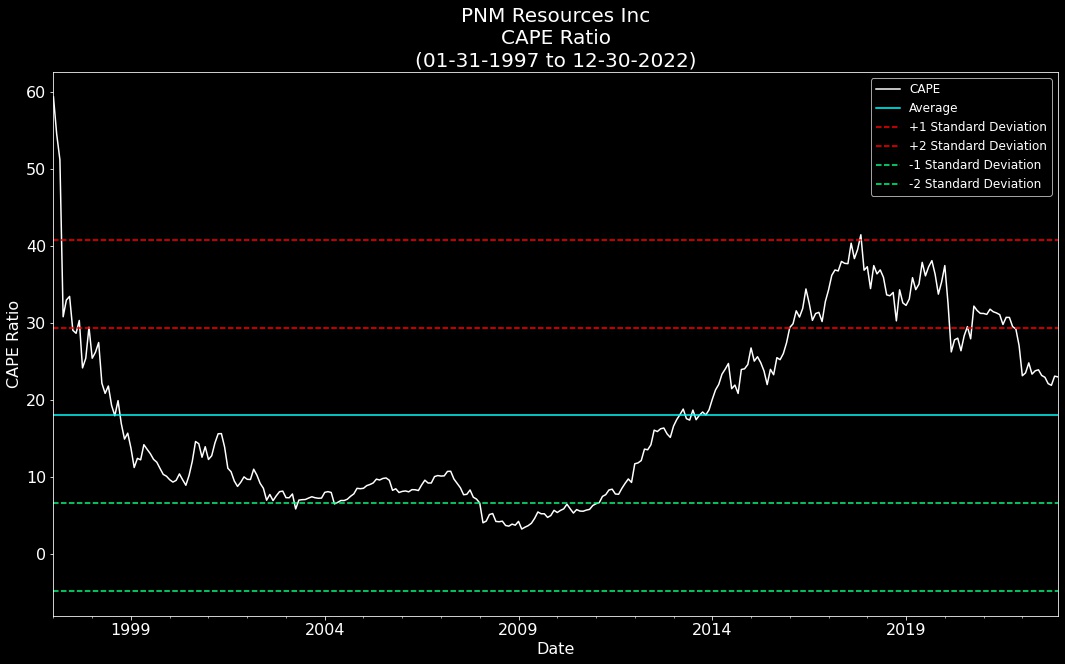 PNM Resources Inc
CAPE Ratio
(01-31-1997 to 12-30-2022)
CAPE
Average
+1 Standard Deviation
+2 Standard Deviation
-1 Standard Deviation
-2 Standard Deviation
CAPE Ratio
60
50
40
30
20
10
0
1999 2004 2009 2014 2019
Date